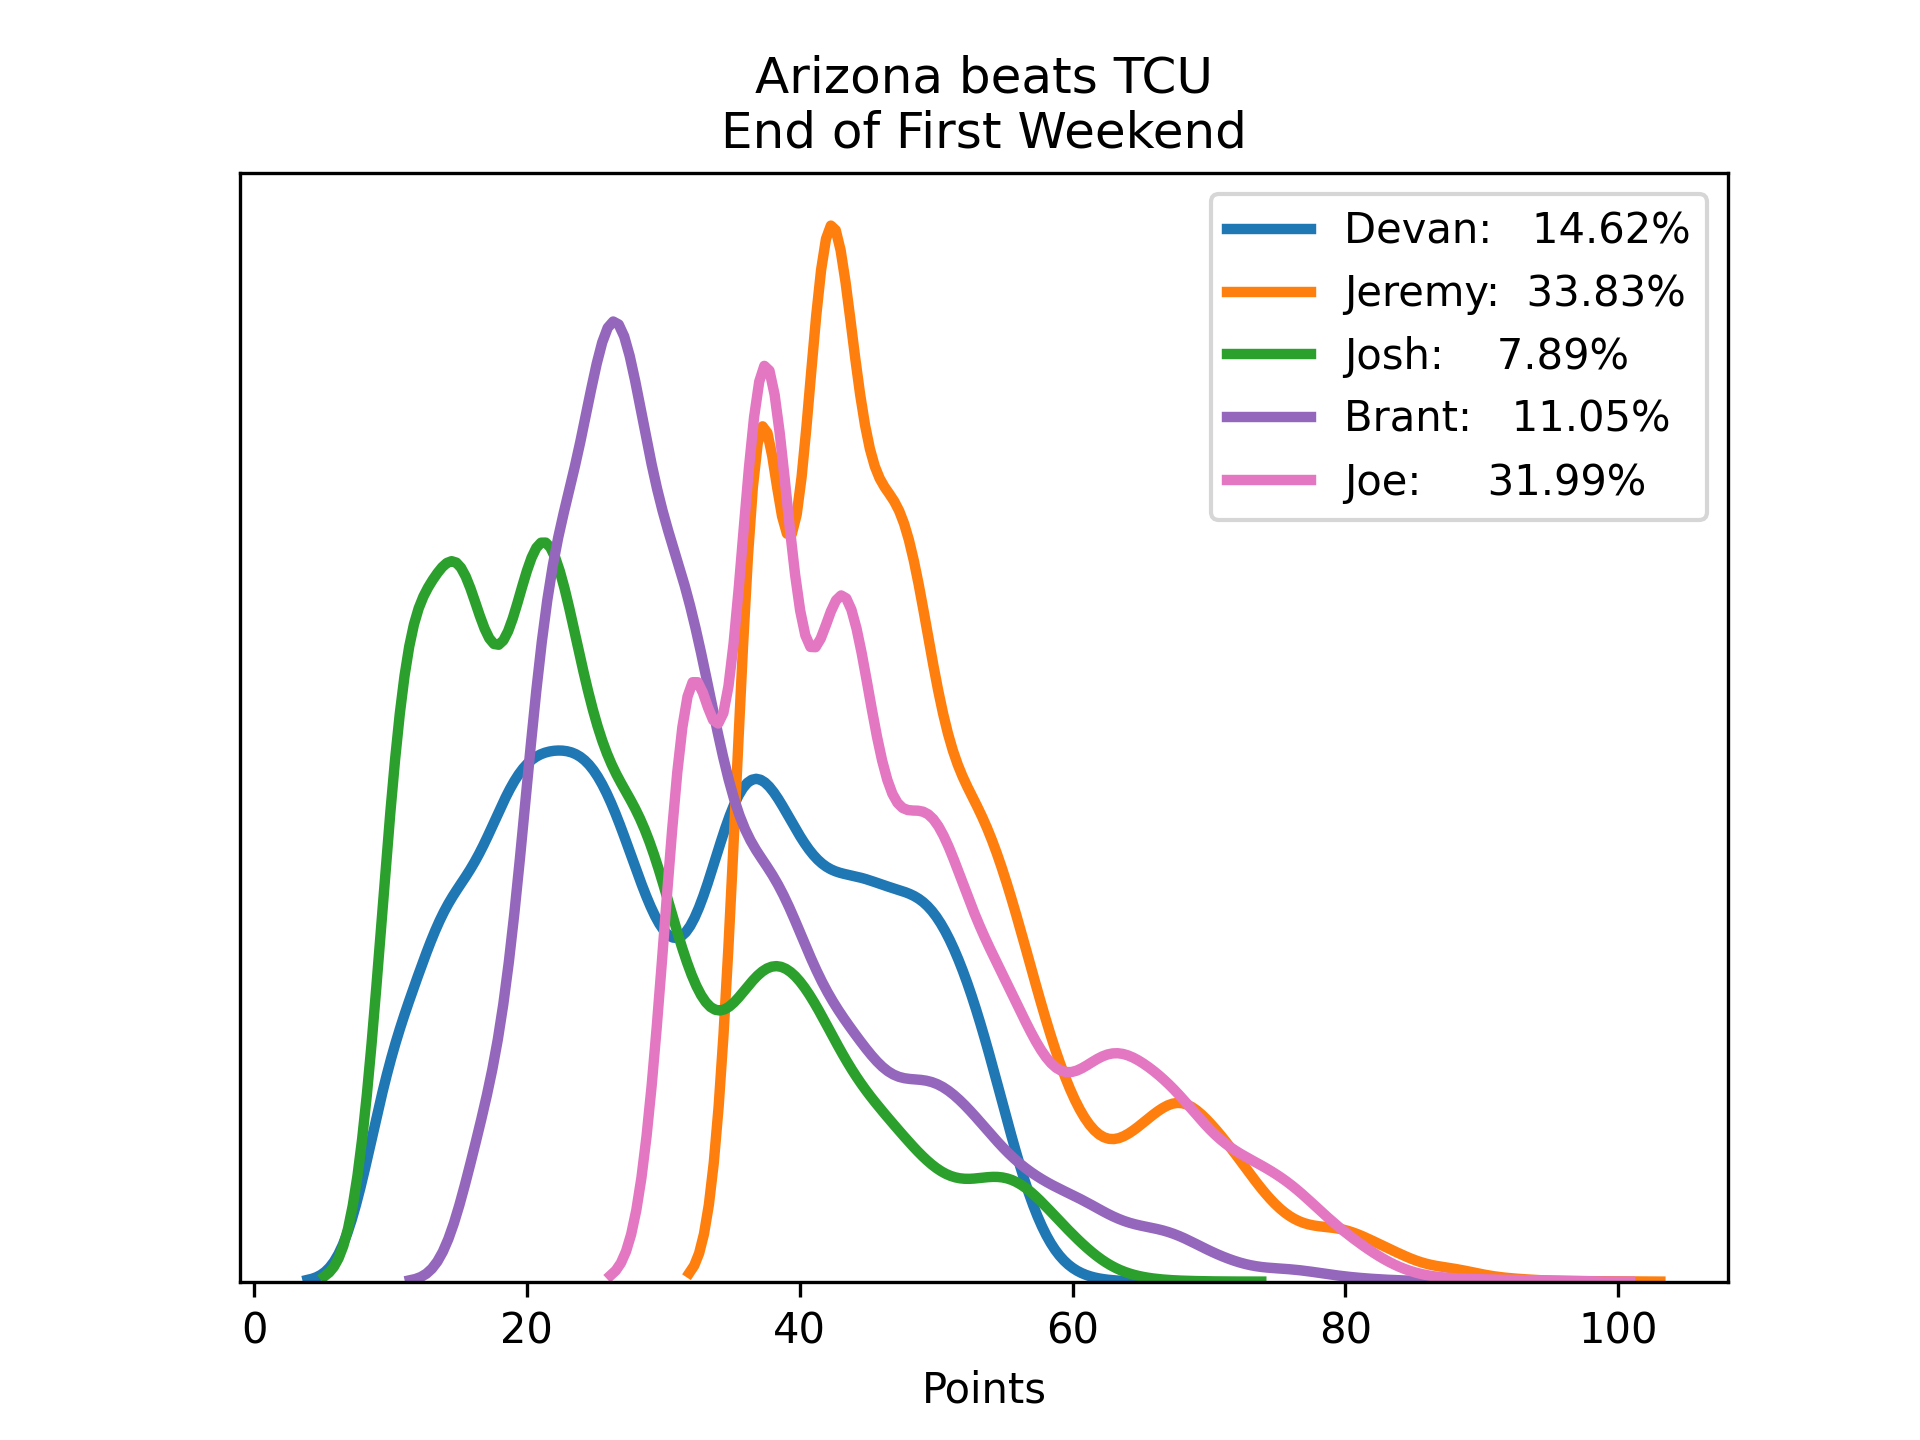 Arizona beats TCU
End of First Weekend
Devan: 14.62%
Jeremy: 33.83%
Josh: 7.89%
Brant: 11.05%
Joe: 31.99%
0 20 40 60 80 100
Points